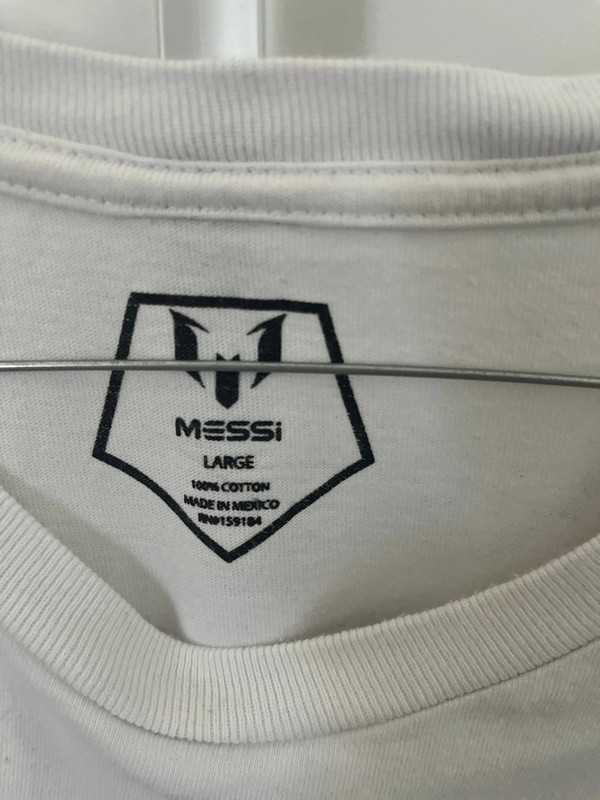 MESSi
LARGE
100% COTTON
MADE IN MEXICO
RN#159184